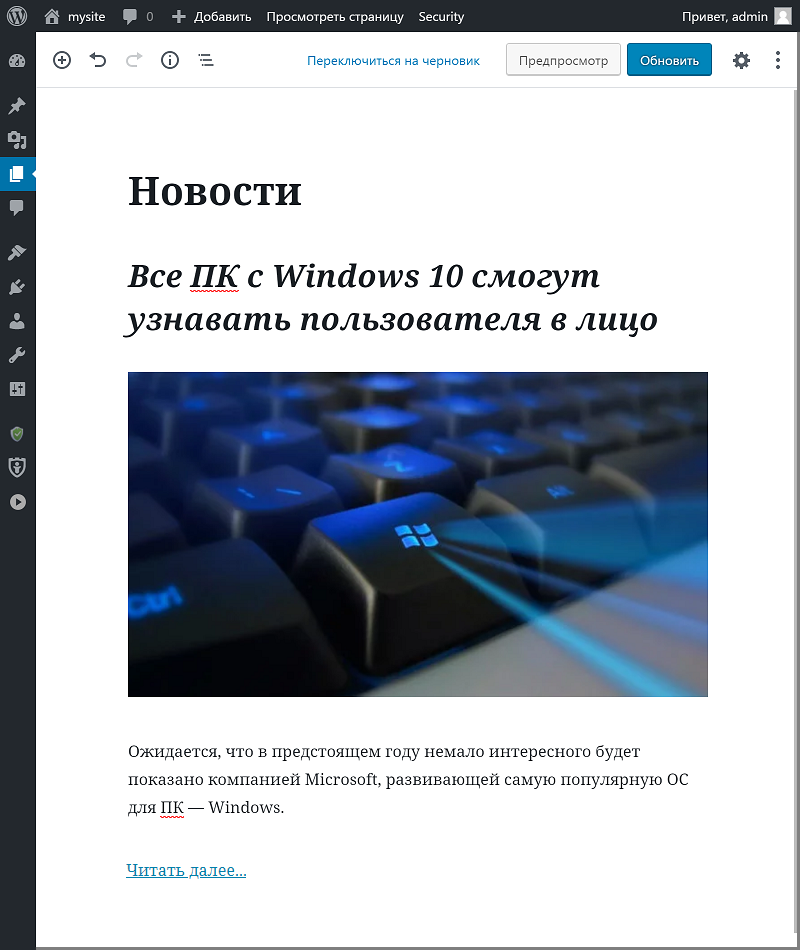 mysite 0 Добавить Просмотреть страницу Security Привет, admin
Переключиться на черновик Предпросмотр Обновить
Новости
Все ПК с Windows 10 смогут
узнавать пользователя в лицо
Alt
Ctrl
Ожидается, что в предстоящем году немало интересного будет
показано компанией Microsoft, развивающей самую популярную ОС
для ПК — Windows.
Читать далее...